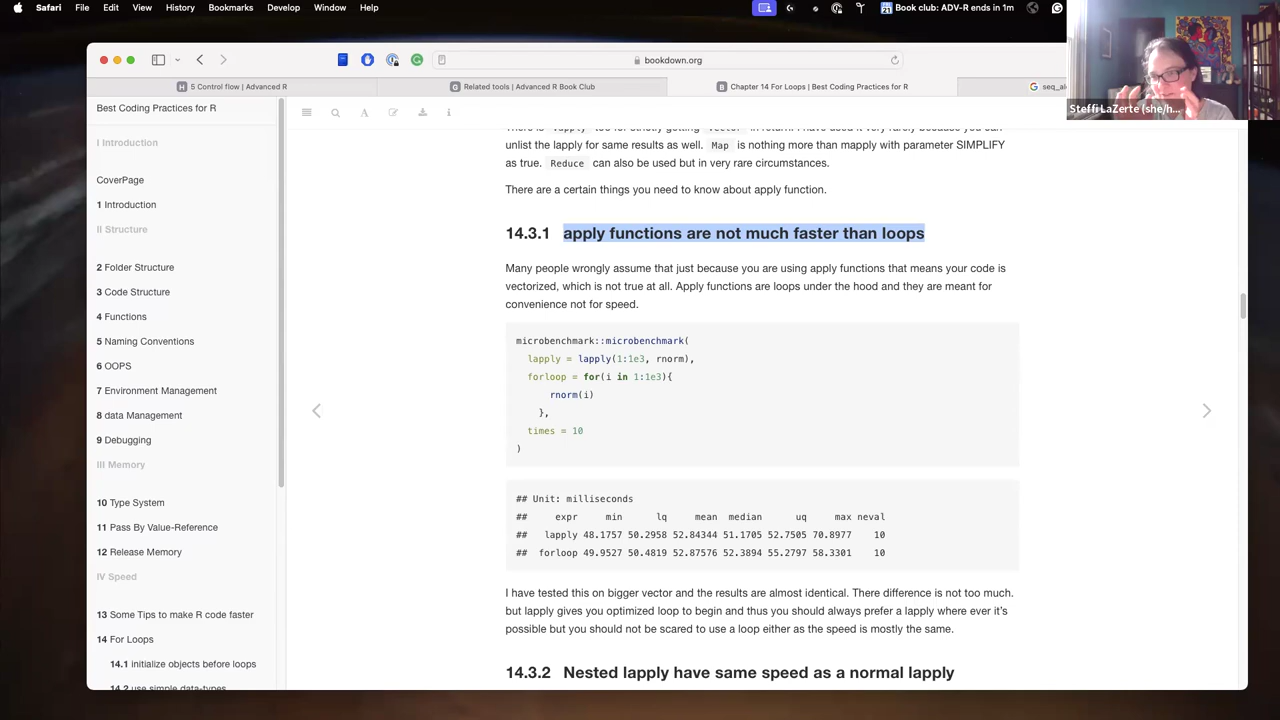 Safari File Edit View History Bookmarks Develop Window Help
21 Book club: ADV-R ends in 1m
bookdown.org
H 5 Control flow | Advanced R
G Related tools | Advanced R Book Club
B Chapter 14 For Loops | Best Coding Practices for R
G
Steffi LaZerte (she/h...
Best Coding Practices for R
I Introduction
CoverPage
1 Introduction
II Structure
2 Folder Structure
3 Code Structure
4 Functions
5 Naming Conventions
6 OOPS
7 Environment Management
8 data Management
9 Debugging
III Memory
10 Type System
11 Pass By Value-Reference
12 Release Memory
IV Speed
13 Some Tips to make R code faster
14 For Loops
14.1 initialize objects before loops
14.2 use simple data-types
unlist the lapply for same results as well. Map is nothing more than mapply with parameter SIMPLIFY
as true. Reduce can also be used but in very rare circumstances.
There are a certain things you need to know about apply function.
14.3.1 apply functions are not much faster than loops
Many people wrongly assume that just because you are using apply functions that means your code is
vectorized, which is not true at all. Apply functions are loops under the hood and they are meant for
convenience not for speed.
microbenchmark::microbenchmark(
lapply = lapply(1:1e3, rnorm),
forloop = for(i in 1:1e3){
rnorm(i)
},
times = 10
)
## Unit: milliseconds
## expr min lq mean median uq max neval
## lapply 48.1757 50.2958 52.84344 51.1705 52.7505 70.8977 10
## forloop 49.9527 50.4819 52.87576 52.3894 55.2797 58.3301 10
I have tested this on bigger vector and the results are almost identical. There difference is not too much.
but lapply gives you optimized loop to begin and thus you should always prefer a lapply where ever it's
possible but you should not be scared to use a loop either as the speed is mostly the same.
14.3.2 Nested lapply have same speed as a normal lapply